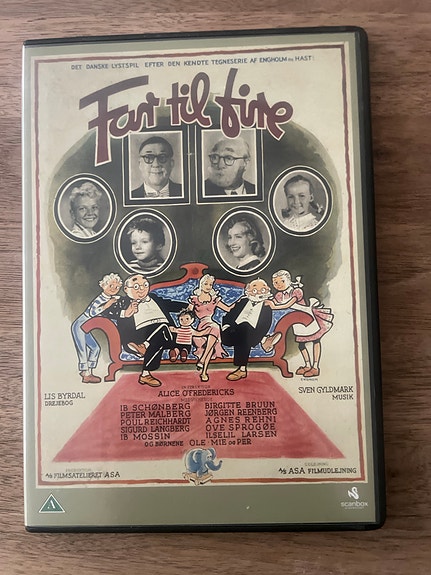 DET DANSKE LYSTSPIL EFTER DEN KENDTE TEGNESERIE AF ENGHOLM OG HAST!
Far til fire
LIS BYRDAL
DREJEBOG
ALICE O'FREDERICKS
SVEN GYLDMARK
MUSIK
IB SCHØNBERG BIRGITTE BRUUN
PETER MALBERG JØRGEN REENBERG
POUL REICHHARDT AGNES REHNI
SIGURD LANGBERG OVE SPROGØE
IB MOSSIN ILSELIL LARSEN
OG BØRNENE OLE MIE OG PER
A/S FILMSATELIERET ASA
A/S ASA FILMUDLEJNING
A
scanbox